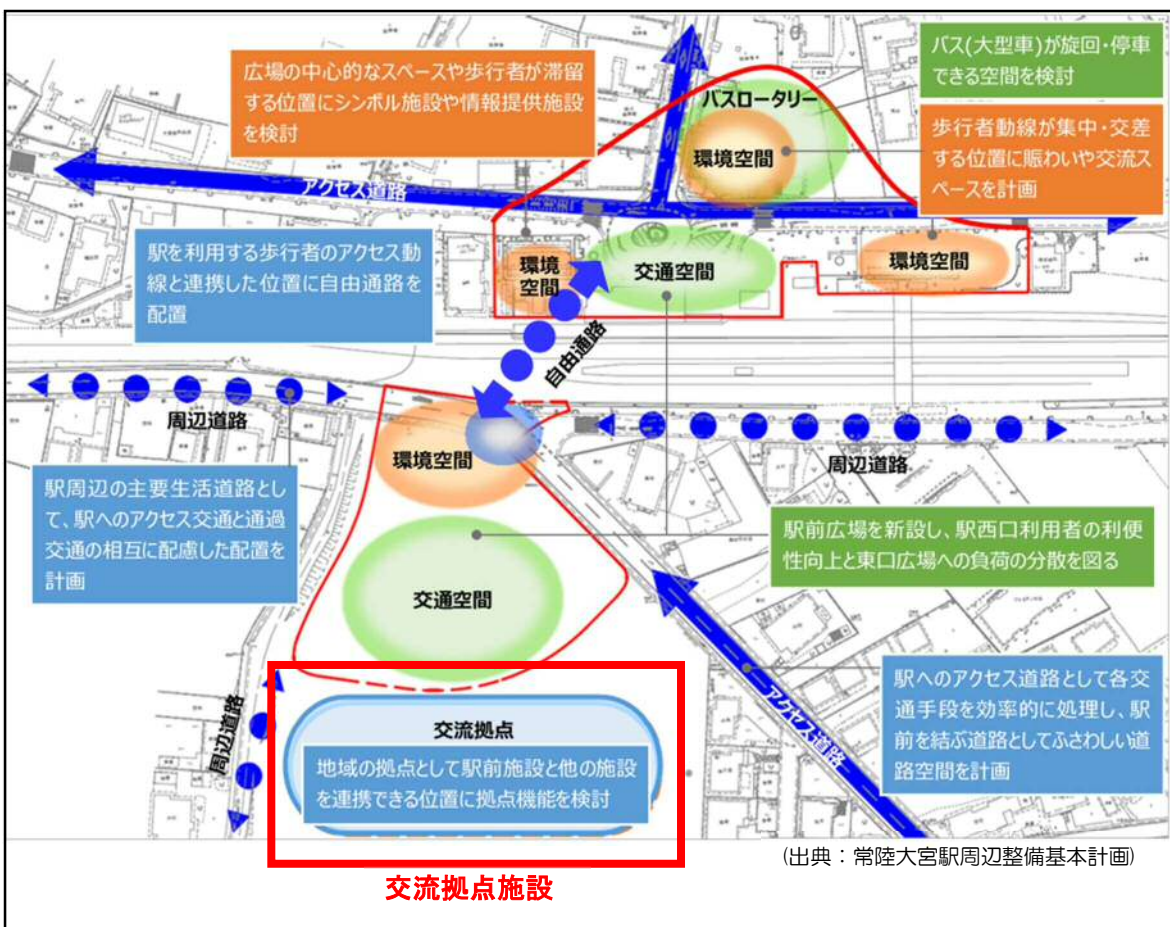 広場の中心的なスペースや歩行者が滞留
する位置にシンボル施設や情報提供施設
を検討
バス(大型車)が旋回・停車
できる空間を検討
バスロータリー
環境空間
歩行者動線が集中・交差
する位置に賑わいや交流ス
ペースを計画
アクセス道路
駅を利用する歩行者のアクセス動
線と連携した位置に自由通路を
配置
環境
空間
交通空間
環境空間
自由通路
周辺道路
周辺道路
環境空間
駅周辺の主要生活道路とし
て、駅へのアクセス交通と通過
交通の相互に配慮した配置を
計画
駅前広場を新設し、駅西口利用者の利便
性向上と東口広場への負荷の分散を図る
交通空間
アクセス道路
駅へのアクセス道路として各交
通手段を効率的に処理し、駅
前を結ぶ道路としてふさわしい道
路空間を計画
周辺道路
交流拠点
地域の拠点として駅前施設と他の施設
を連携できる位置に拠点機能を検討
(出典：常陸大宮駅周辺整備基本計画)
交流拠点施設